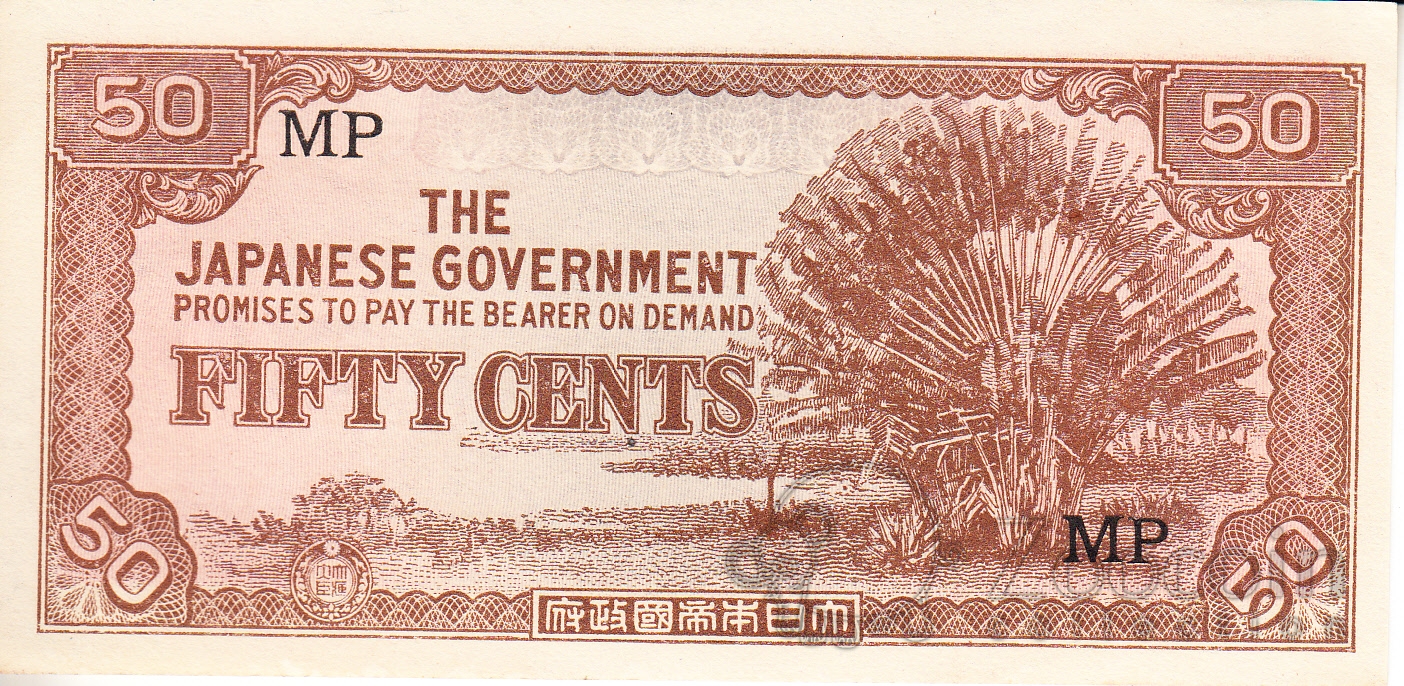 50
50
MP
THE
JAPANESE GOVERNMENT
PROMISES TO PAY THE BEARER ON DEMAND
FIFTY CENTS
MP
50
50
大日本帝國政府